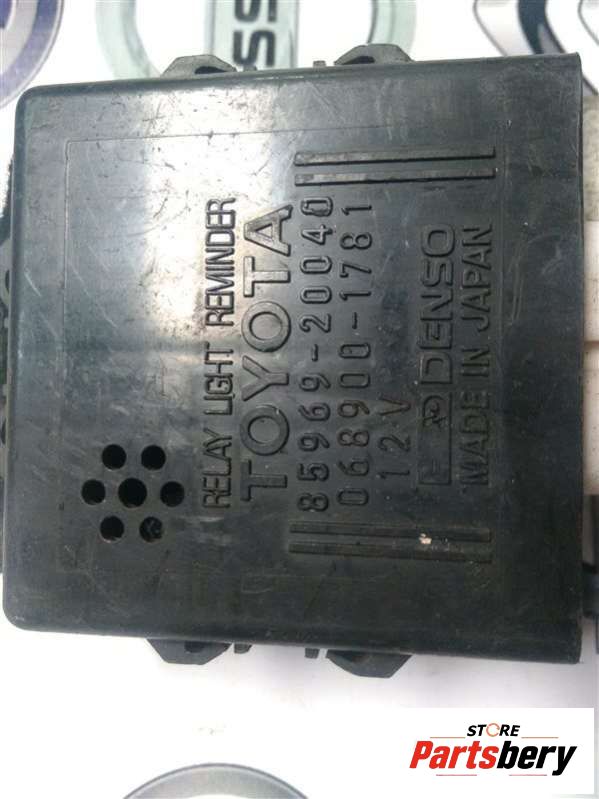 RELAY LIGHT REMINDER
TOYOTA
85969-20040
068900-1781
12V
DENSO
MADE IN JAPAN
STORE
Partsbery